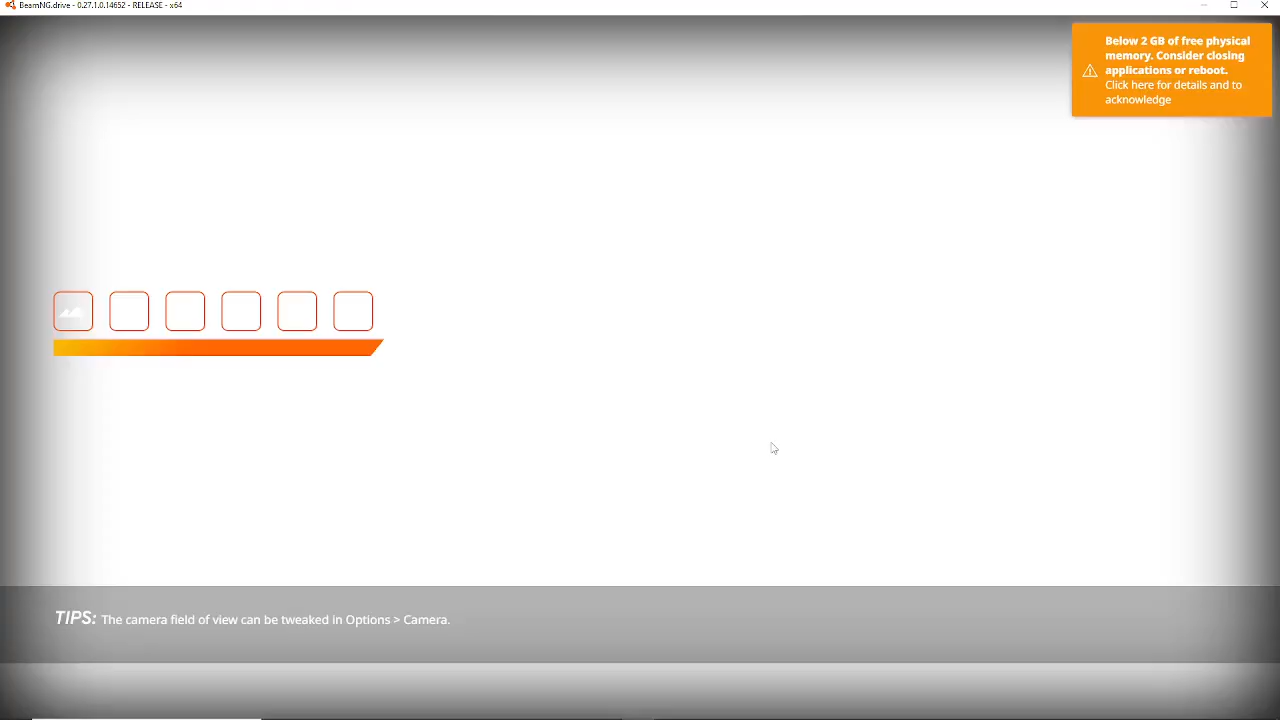 BeamNG.drive - 0.27.1.0.14652 - RELEASE - x64
Below 2 GB of free physical
memory. Consider closing
applications or reboot.
Click here for details and to
acknowledge
TIPS: The camera field of view can be tweaked in Options > Camera.